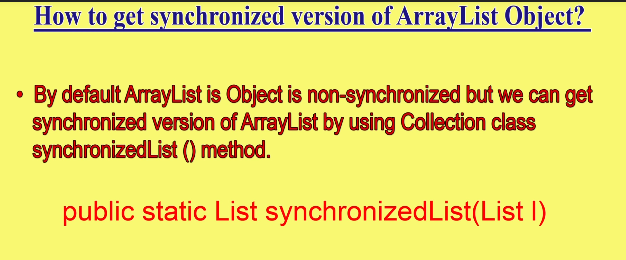 How to get synchronized version of ArrayList Object?
• By default ArrayList is Object is non-synchronized but we can get
synchronized version of ArrayList by using Collection class
synchronizedList () method.
public static List synchronizedList(List l)